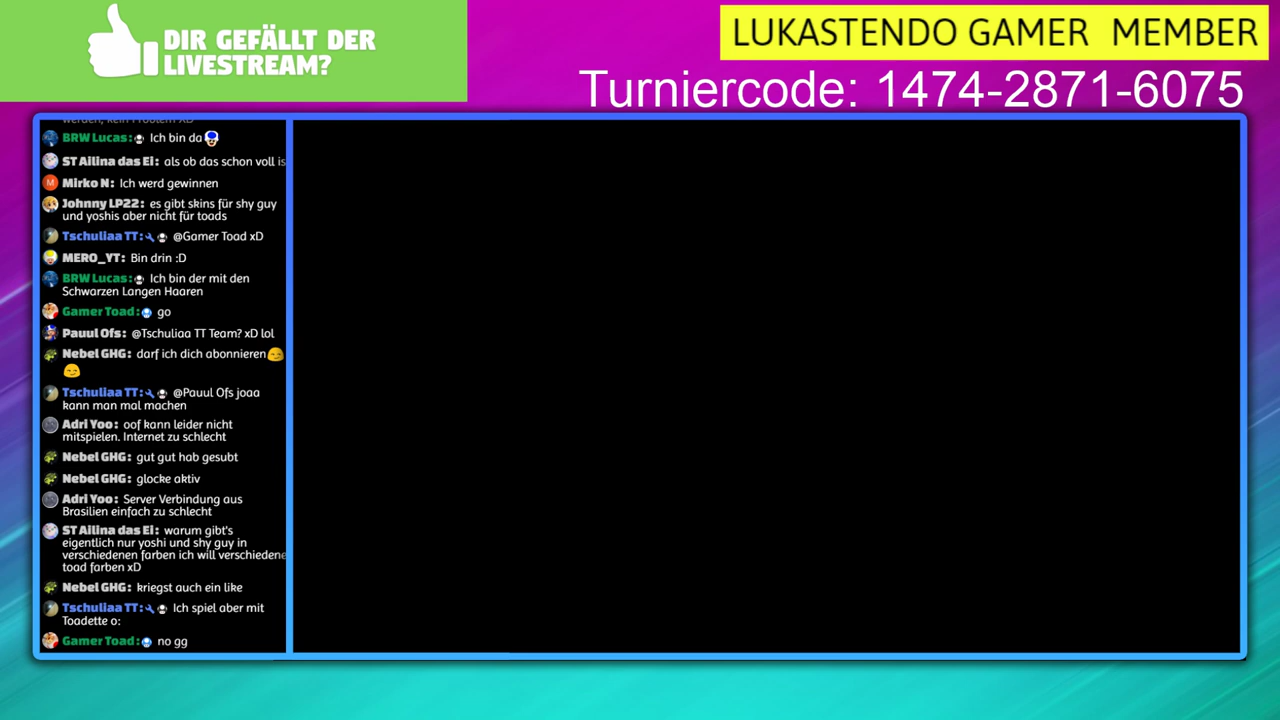 DIR GEFÄLLT DER
LIVESTREAM?
LUKASTENDO GAMER MEMBER
Turniercode: 1474-2871-6075
werden, kein Problem xD
BRW Lucas: Ich bin da
ST Ailina das Ei: als ob das schon voll is
Mirko N: Ich werd gewinnen
Johnny LP22: es gibt skins für shy guy
und yoshis aber nicht für toads
Tschuliaa TT: @Gamer Toad xD
MERO_YT: Bin drin :D
BRW Lucas: Ich bin der mit den
Schwarzen Langen Haaren
Gamer Toad: go
Pauul Ofs: @Tschuliaa TT Team? xD lol
Nebel GHG: darf ich dich abonnieren
Tschuliaa TT: @Pauul Ofs joaa
kann man mal machen
Adri Yoo: oof kann leider nicht
mitspielen. Internet zu schlecht
Nebel GHG: gut gut hab gesubt
Nebel GHG: glocke aktiv
Adri Yoo: Server Verbindung aus
Brasilien einfach zu schlecht
ST Ailina das Ei: warum gibt's
eigentlich nur yoshi und shy guy in
verschiedenen farben ich will verschiedene
toad farben xD
Nebel GHG: kriegst auch ein like
Tschuliaa TT: Ich spiel aber mit
Toadette o:
Gamer Toad: no gg
M